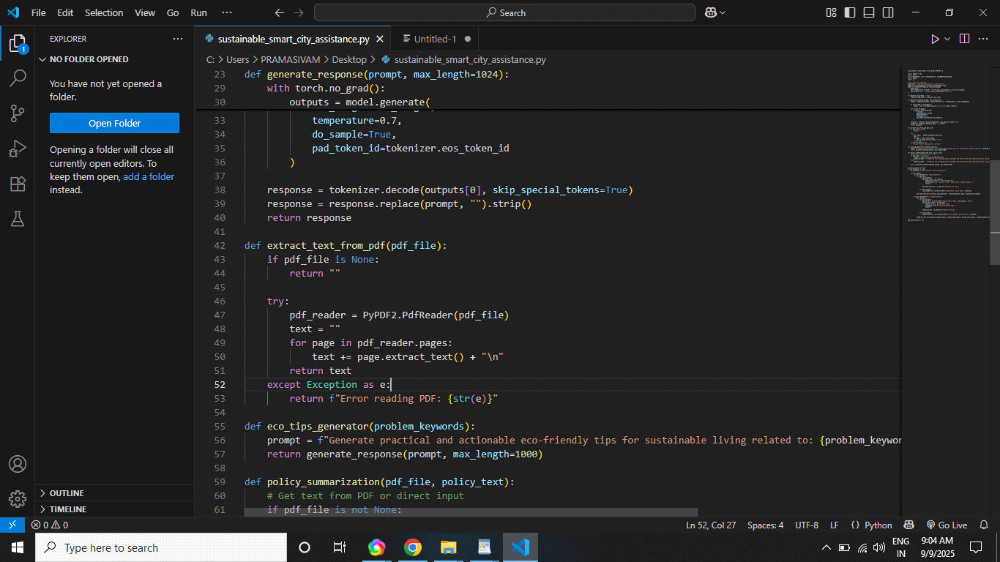 File Edit Selection View Go Run ··· Search
EXPLORER ···
NO FOLDER OPENED
You have not yet opened a
folder.
Open Folder
Opening a folder will close all
currently open editors. To
keep them open, add a folder
instead.
OUTLINE
TIMELINE
1
sustainable_smart_city_assistance.py Untitled-1
C: > Users > PRAMASIVAM > Desktop > sustainable_smart_city_assistance.py
23 def generate_response(prompt, max_length=1024):
29 with torch.no_grad():
30 outputs = model.generate(
33 temperature=0.7,
34 do_sample=True,
35 pad_token_id=tokenizer.eos_token_id
36 )
37
38 response = tokenizer.decode(outputs[0], skip_special_tokens=True)
39 response = response.replace(prompt, "").strip()
40 return response
41
42 def extract_text_from_pdf(pdf_file):
43 if pdf_file is None:
44 return ""
45
46 try:
47 pdf_reader = PyPDF2.PdfReader(pdf_file)
48 text = ""
49 for page in pdf_reader.pages:
50 text += page.extract_text() + "\n"
51 return text
52 except Exception as e:
53 return f"Error reading PDF: {str(e)}"
54
55 def eco_tips_generator(problem_keywords):
56 prompt = f"Generate practical and actionable eco-friendly tips for sustainable living related to: {problem_keywor
57 return generate_response(prompt, max_length=1000)
58
59 def policy_summarization(pdf_file, policy_text):
60 # Get text from PDF or direct input
61 if pdf_file is not None:
0 0 Ln 52, Col 27 Spaces: 4 UTF-8 LF {} Python Go Live
Type here to search
ENG
IN
9:04 AM
9/9/2025